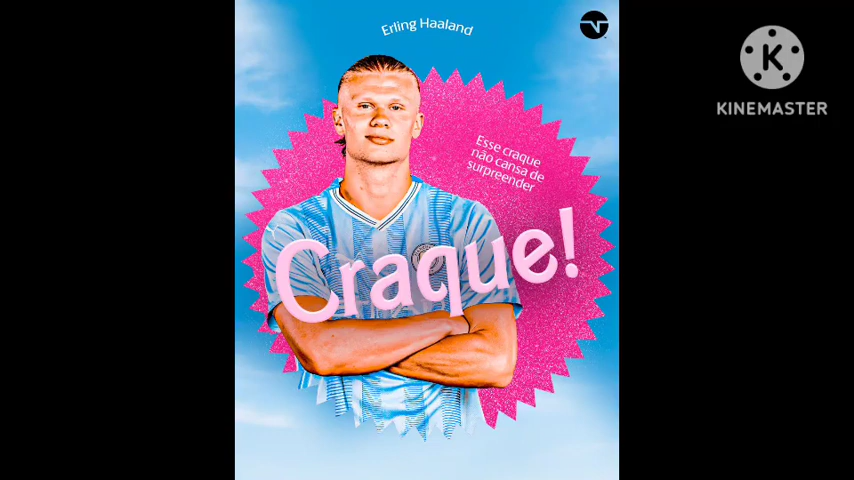 Erling Haaland
KINEMASTER
Esse craque
não cansa de
surpreender
Craque!